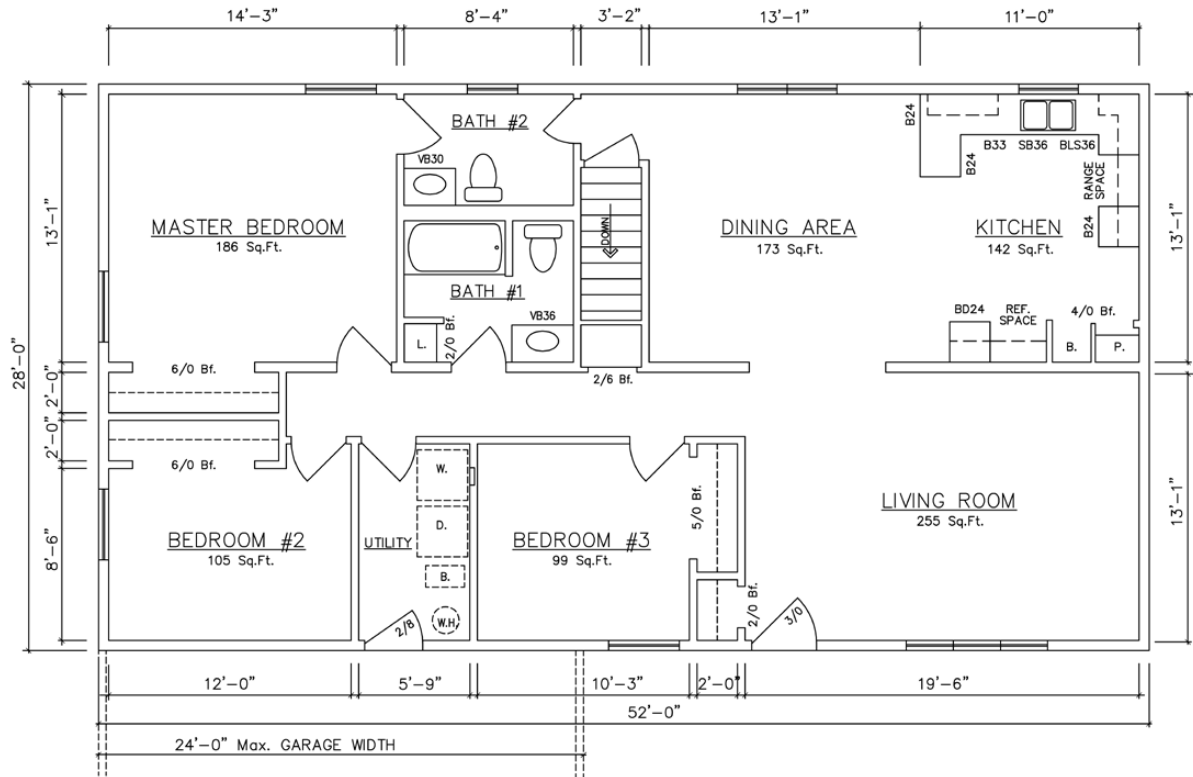 14'-3" 8'-4" 3'-2" 13'-1" 11'-0"
BATH #2
VB30
B24
B33 SB36 BLS36
B24
RANGE SPACE
B24
MASTER BEDROOM
186 Sq.Ft.
DOWN
DINING AREA
173 Sq.Ft.
KITCHEN
142 Sq.Ft.
13'-1"
13'-1"
28'-0"
BATH #1
VB36
L.
2/0 Bf.
BD24
REF.
SPACE
4/0 Bf.
B.
P.
6/0 Bf.
2/6 Bf.
2'-0"
2'-0"
6/0 Bf.
W.
D.
B.
W.H.
5/0 Bf.
LIVING ROOM
255 Sq.Ft.
13'-1"
8'-6"
BEDROOM #2
105 Sq.Ft.
UTILITY
BEDROOM #3
99 Sq.Ft.
2/8
2/0 Bf.
3/0
12'-0" 5'-9" 10'-3" 2'-0" 19'-6"
52'-0"
24'-0" Max. GARAGE WIDTH